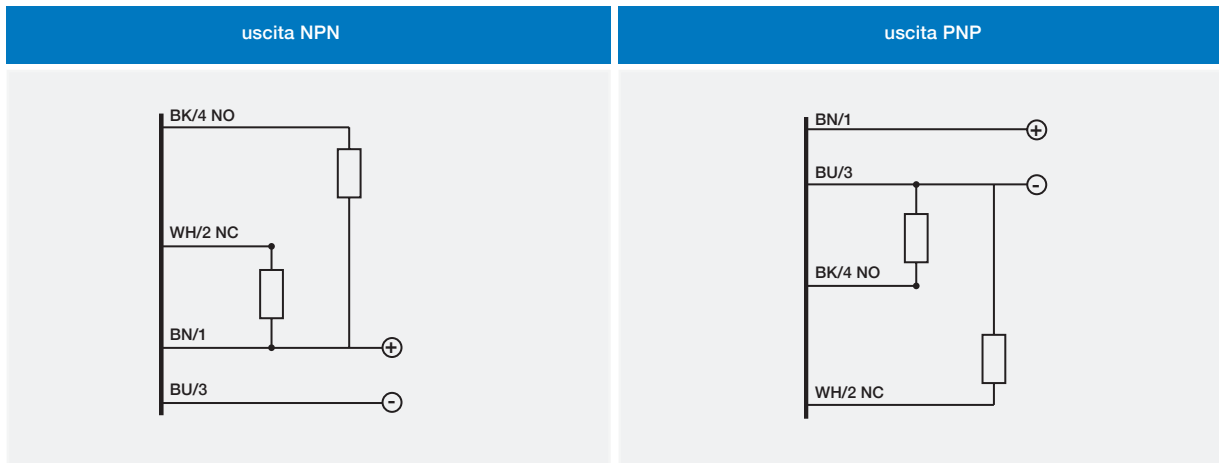 uscita NPN
BK/4 NO
WH/2 NC
BN/1
+
BU/3
-
uscita PNP
BN/1
+
BU/3
-
BK/4 NO
WH/2 NC